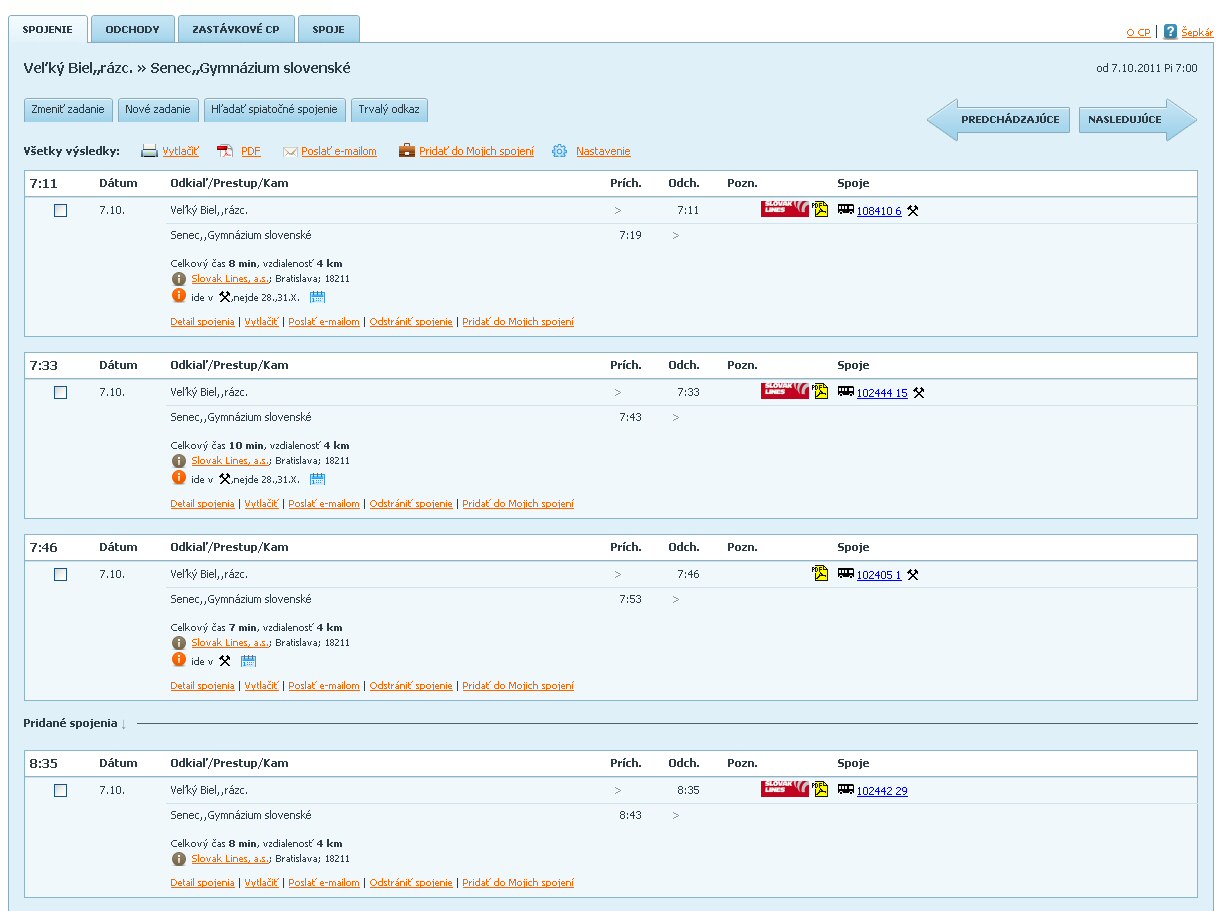 SPOJENIE ODCHODY ZASTÁVKOVÉ CP SPOJE
O CP | ? Šepkár
Veľký Biel,,rázc. » Senec,,Gymnázium slovenské od 7.10.2011 Pi 7:00
Zmeniť zadanie Nové zadanie Hľadať spiatočné spojenie Trvalý odkaz PREDCHÁDZAJÚCE NASLEDUJÚCE
Všetky výsledky: Vytlačiť PDF Poslať e-mailom Pridať do Mojich spojení Nastavenie
7:11 Dátum Odkiaľ/Prestup/Kam Prích. Odch. Pozn. Spoje
7.10. Veľký Biel,,rázc. > 7:11 SLOVAK LINES PDF 108410 6
Senec,,Gymnázium slovenské 7:19 >
Celkový čas 8 min, vzdialenosť 4 km
Slovak Lines, a.s.; Bratislava; 18211
ide v ,nejde 28.,31.X.
Detail spojenia | Vytlačiť | Poslať e-mailom | Odstrániť spojenie | Pridať do Mojich spojení
7:33 Dátum Odkiaľ/Prestup/Kam Prích. Odch. Pozn. Spoje
7.10. Veľký Biel,,rázc. > 7:33 SLOVAK LINES PDF 102444 15
Senec,,Gymnázium slovenské 7:43 >
Celkový čas 10 min, vzdialenosť 4 km
Slovak Lines, a.s.; Bratislava; 18211
ide v ,nejde 28.,31.X.
Detail spojenia | Vytlačiť | Poslať e-mailom | Odstrániť spojenie | Pridať do Mojich spojení
7:46 Dátum Odkiaľ/Prestup/Kam Prích. Odch. Pozn. Spoje
7.10. Veľký Biel,,rázc. > 7:46 PDF 102405 1
Senec,,Gymnázium slovenské 7:53 >
Celkový čas 7 min, vzdialenosť 4 km
Slovak Lines, a.s.; Bratislava; 18211
ide v
Detail spojenia | Vytlačiť | Poslať e-mailom | Odstrániť spojenie | Pridať do Mojich spojení
Pridané spojenia ↓
8:35 Dátum Odkiaľ/Prestup/Kam Prích. Odch. Pozn. Spoje
7.10. Veľký Biel,,rázc. > 8:35 SLOVAK LINES PDF 102442 29
Senec,,Gymnázium slovenské 8:43 >
Celkový čas 8 min, vzdialenosť 4 km
Slovak Lines, a.s.; Bratislava; 18211
Detail spojenia | Vytlačiť | Poslať e-mailom | Odstrániť spojenie | Pridať do Mojich spojení